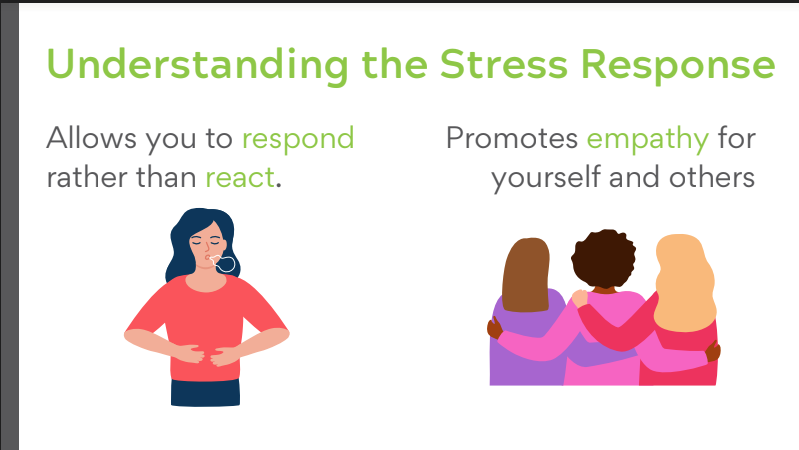 Understanding the Stress Response
Allows you to respond
rather than react.
Promotes empathy for
yourself and others